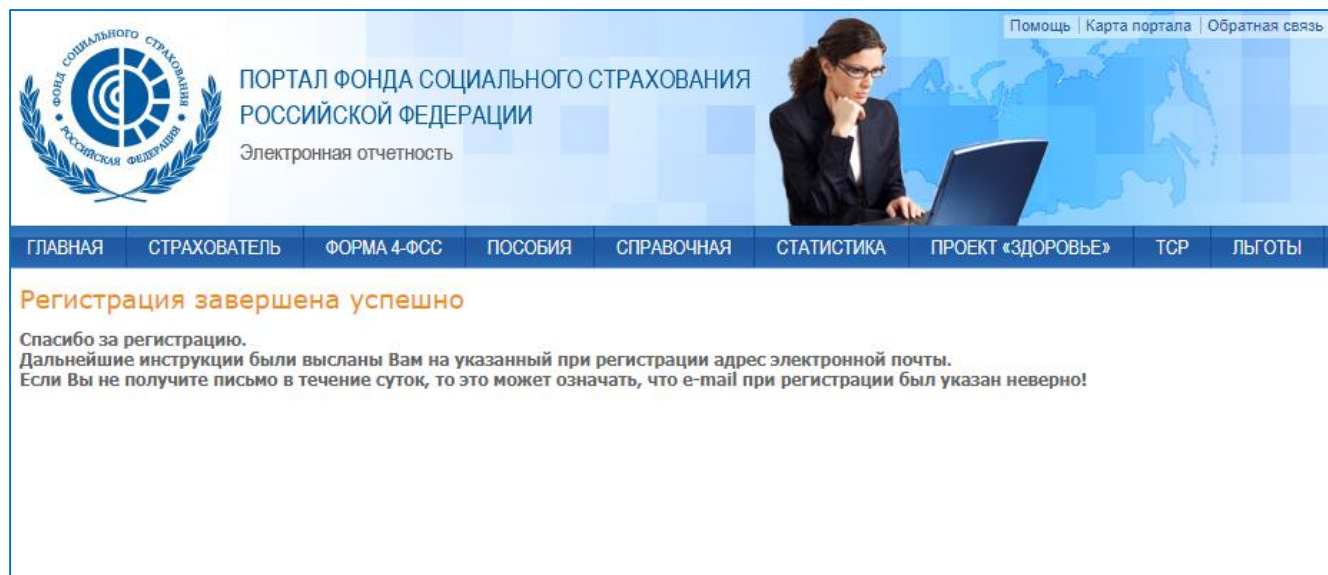 Помощь | Карта портала | Обратная связь
ФОНД СОЦИАЛЬНОГО СТРАХОВАНИЯ • РОССИЙСКАЯ ФЕДЕРАЦИЯ •
ПОРТАЛ ФОНДА СОЦИАЛЬНОГО СТРАХОВАНИЯ
РОССИЙСКОЙ ФЕДЕРАЦИИ
Электронная отчетность
ГЛАВНАЯ СТРАХОВАТЕЛЬ ФОРМА 4-ФСС ПОСОБИЯ СПРАВОЧНАЯ СТАТИСТИКА ПРОЕКТ «ЗДОРОВЬЕ» ТСР ЛЬГОТЫ
Регистрация завершена успешно
Спасибо за регистрацию.
Дальнейшие инструкции были высланы Вам на указанный при регистрации адрес электронной почты.
Если Вы не получите письмо в течение суток, то это может означать, что e-mail при регистрации был указан неверно!